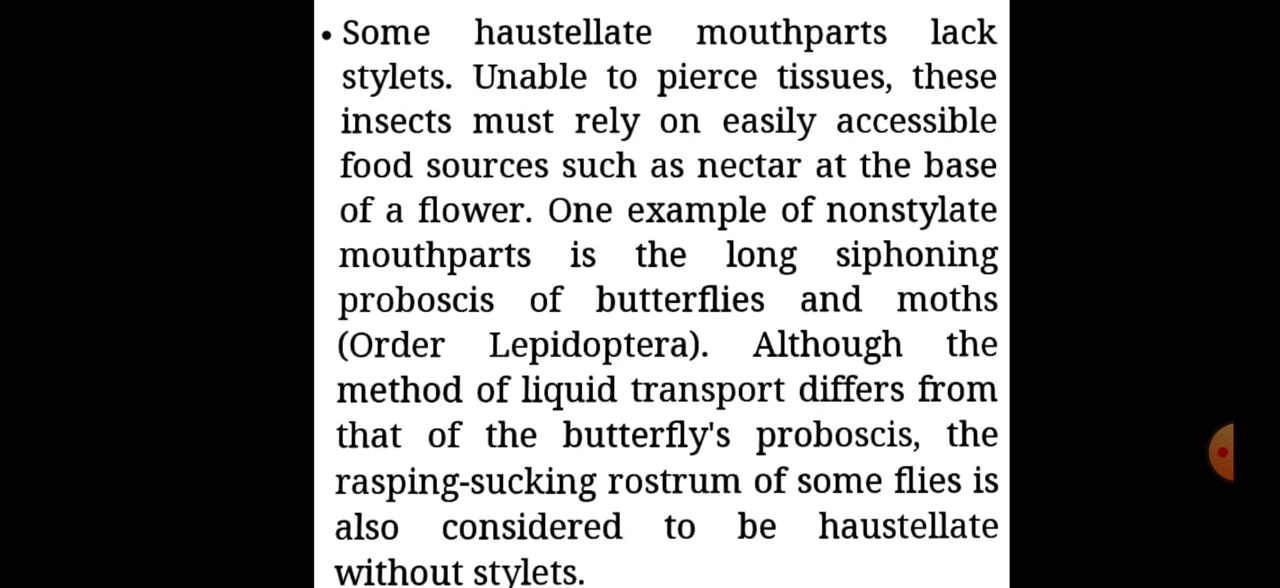 • Some haustellate mouthparts lack
stylets. Unable to pierce tissues, these
insects must rely on easily accessible
food sources such as nectar at the base
of a flower. One example of nonstylate
mouthparts is the long siphoning
proboscis of butterflies and moths
(Order Lepidoptera). Although the
method of liquid transport differs from
that of the butterfly's proboscis, the
rasping-sucking rostrum of some flies is
also considered to be haustellate
without stylets.